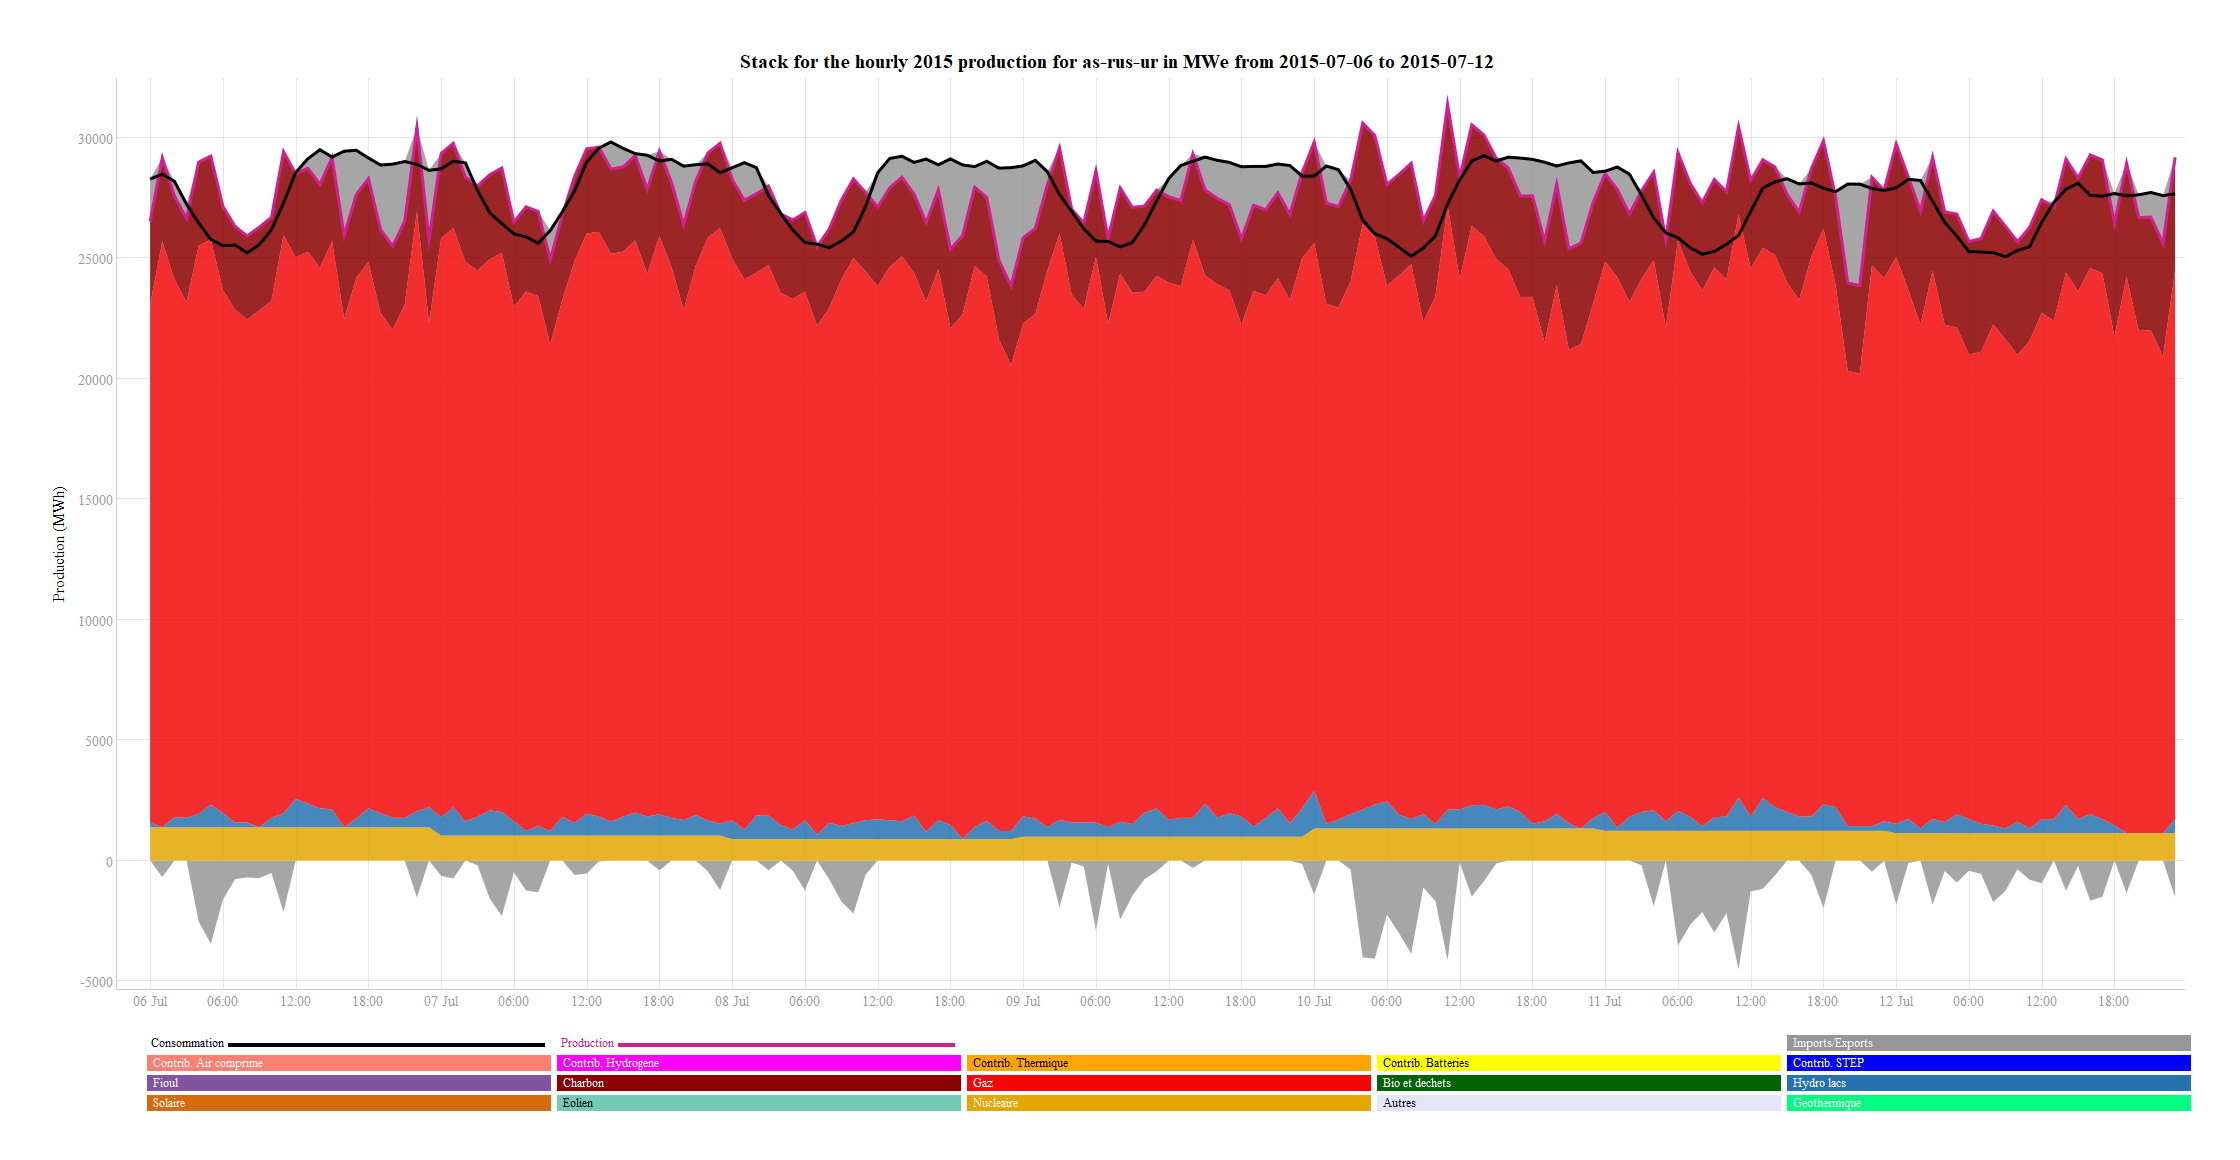 Stack for the hourly 2015 production for as-rus-ur in MWe from 2015-07-06 to 2015-07-12
Production (MWh)
30000
25000
20000
15000
10000
5000
0
-5000
06 Jul 06:00 12:00 18:00 07 Jul 06:00 12:00 18:00 08 Jul 06:00 12:00 18:00 09 Jul 06:00 12:00 18:00 10 Jul 06:00 12:00 18:00 11 Jul 06:00 12:00 18:00 12 Jul 06:00 12:00 18:00
Consommation Production Imports/Exports
Contrib. Air comprime Contrib. Hydrogene Contrib. Thermique Contrib. Batteries Contrib. STEP
Fioul Charbon Gaz Bio et dechets Hydro lacs
Solaire Eolien Nucleaire Autres Geothermique